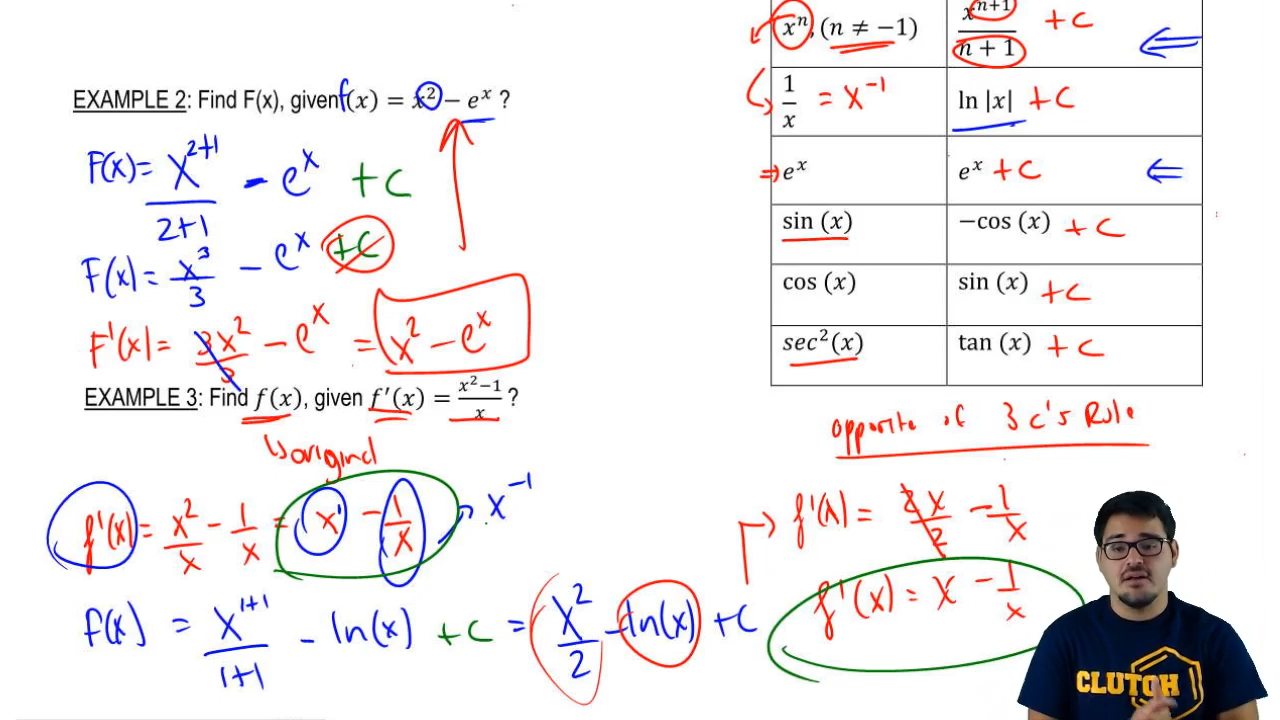 EXAMPLE 2: Find F(x), given f(x) = x² − eˣ ?
F(x) = x²⁺¹/2+1 − eˣ + C
F(x) = x³/3 − eˣ + C
F'(x) = 3x²/3 − eˣ = x² − eˣ
EXAMPLE 3: Find f(x), given f'(x) = x²−1/x ?
original
f'(x) = x²/x − 1/x = x¹ − 1/x → x⁻¹
f(x) = x¹⁺¹/1+1 − ln(x) + C = x²/2 − ln(x) + C
xⁿ, (n ≠ −1) xⁿ⁺¹/n + 1 + C
1/x = x⁻¹ ln |x| + C
⇒ eˣ eˣ + C
sin (x) −cos (x) + C
cos (x) sin (x) + C
sec²(x) tan (x) + C
Opposite of 3 C's Rule
f'(x) = 2x/2 − 1/x
f'(x) = x − 1/x
CLUTCH